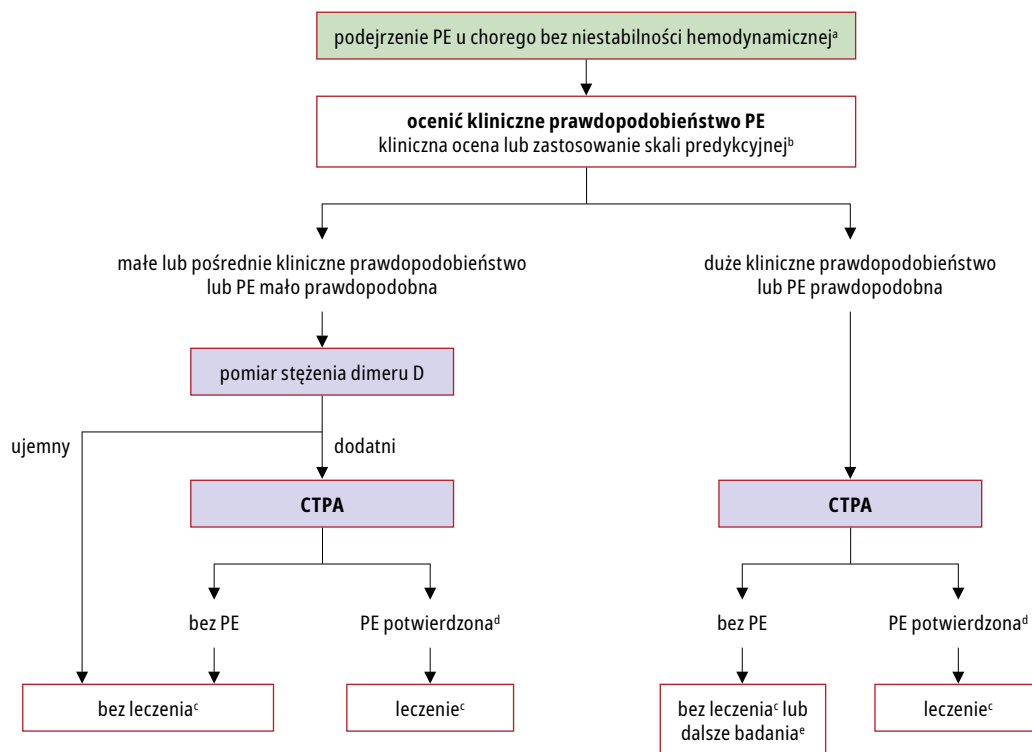 podejrzenie PE u chorego bez niestabilności hemodynamicznejᵃ
ocenić kliniczne prawdopodobieństwo PE
kliniczna ocena lub zastosowanie skali predykcyjnejᵇ
małe lub pośrednie kliniczne prawdopodobieństwo
lub PE mało prawdopodobna
duże kliniczne prawdopodobieństwo
lub PE prawdopodobna
pomiar stężenia dimeru D
ujemny
dodatni
CTPA
CTPA
bez PE
PE potwierdzonaᵈ
bez PE
PE potwierdzonaᵈ
bez leczeniaᶜ
leczenieᶜ
bez leczeniaᶜ lub
dalsze badaniaᵉ
leczenieᶜ